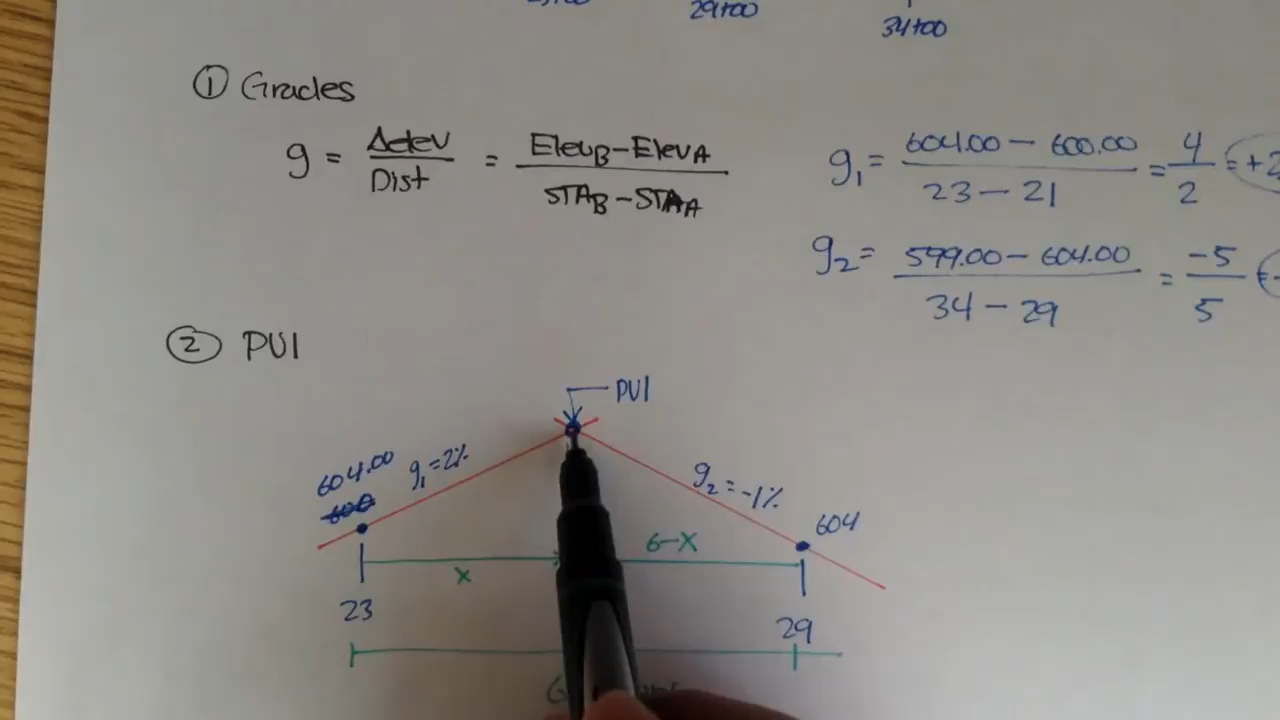 29+00
34+00
① Grades
g = Δelev / Dist = ElevB - ElevA / STAB - STAA
g₁ = 604.00 - 600.00 / 23 - 21 = 4 / 2 = +2
g₂ = 599.00 - 604.00 / 34 - 29 = -5 / 5 =
② PVI
PVI
604.00
600
g₁ = 2%
g₂ = -1%
604
x
6-x
23
29